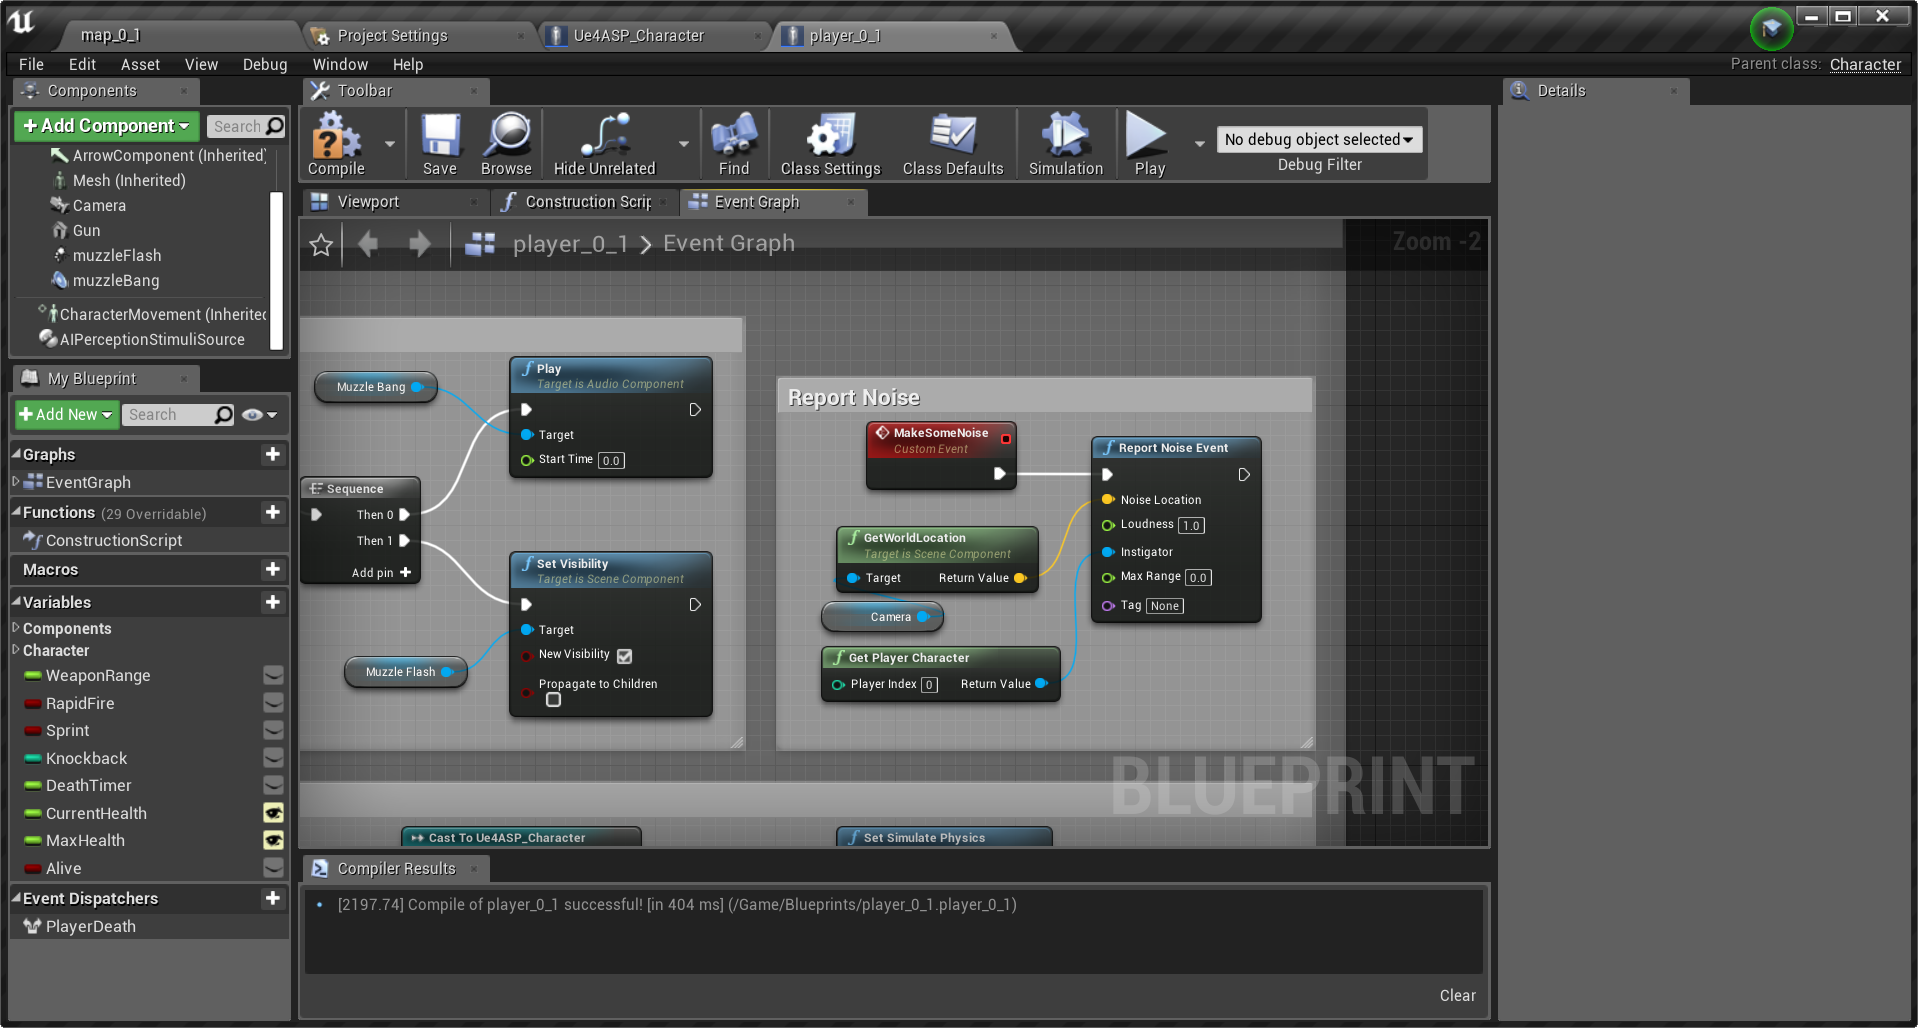 map_0_1
Project Settings
Ue4ASP_Character
player_0_1
File Edit Asset View Debug Window Help
Parent class: Character
Components
Add Component
Search
ArrowComponent (Inherited)
Mesh (Inherited)
Camera
Gun
muzzleFlash
muzzleBang
CharacterMovement (Inherited
AIPerceptionStimuliSource
My Blueprint
Add New
Search
Graphs
EventGraph
Functions (29 Overridable)
ConstructionScript
Macros
Variables
Components
Character
WeaponRange
RapidFire
Sprint
Knockback
DeathTimer
CurrentHealth
MaxHealth
Alive
Event Dispatchers
PlayerDeath
Toolbar
Compile
Save
Browse
Hide Unrelated
Find
Class Settings
Class Defaults
Simulation
Play
No debug object selected
Debug Filter
Viewport
Construction Scrip
Event Graph
player_0_1 > Event Graph
Zoom -2
Muzzle Bang
Play
Target is Audio Component
Target
Start Time 0.0
Sequence
Then 0
Then 1
Add pin +
Set Visibility
Target is Scene Component
Target
New Visibility
Propagate to Children
Muzzle Flash
Report Noise
MakeSomeNoise
Custom Event
Report Noise Event
Noise Location
Loudness 1.0
Instigator
Max Range 0.0
Tag None
GetWorldLocation
Target is Scene Component
Target Return Value
Camera
Get Player Character
Player Index 0 Return Value
BLUEPRINT
Cast To Ue4ASP_Character
Set Simulate Physics
Compiler Results
[2197.74] Compile of player_0_1 successful! [in 404 ms] (/Game/Blueprints/player_0_1.player_0_1)
Clear
Details